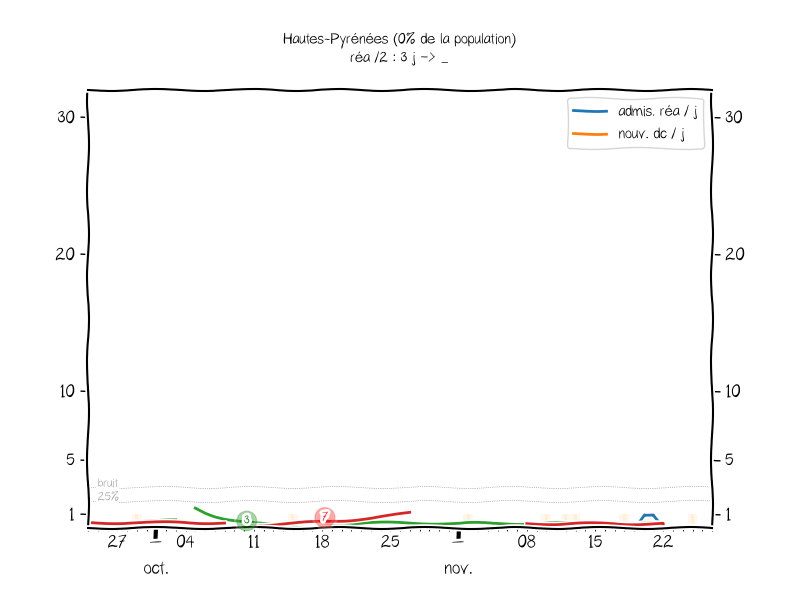 Hautes-Pyrénées (0% de la population)
réa /2 : 3 j -> _
admis. réa / j
nouv. dc / j
30 30
20 20
10 10
5 5
bruit
25%
1 1
3 7
27 04 11 18 25 08 15 22
oct. nov.